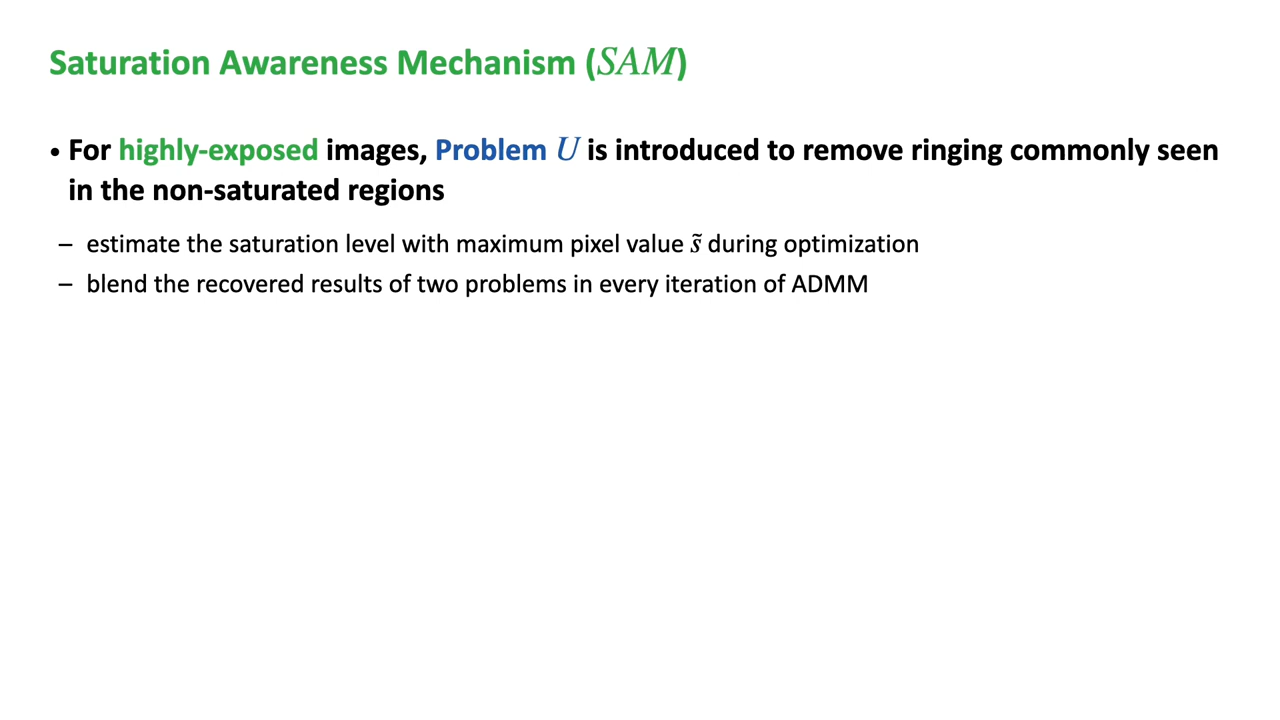 Saturation Awareness Mechanism (SAM)
• For highly-exposed images, Problem U is introduced to remove ringing commonly seen
in the non-saturated regions
– estimate the saturation level with maximum pixel value s̃ during optimization
– blend the recovered results of two problems in every iteration of ADMM